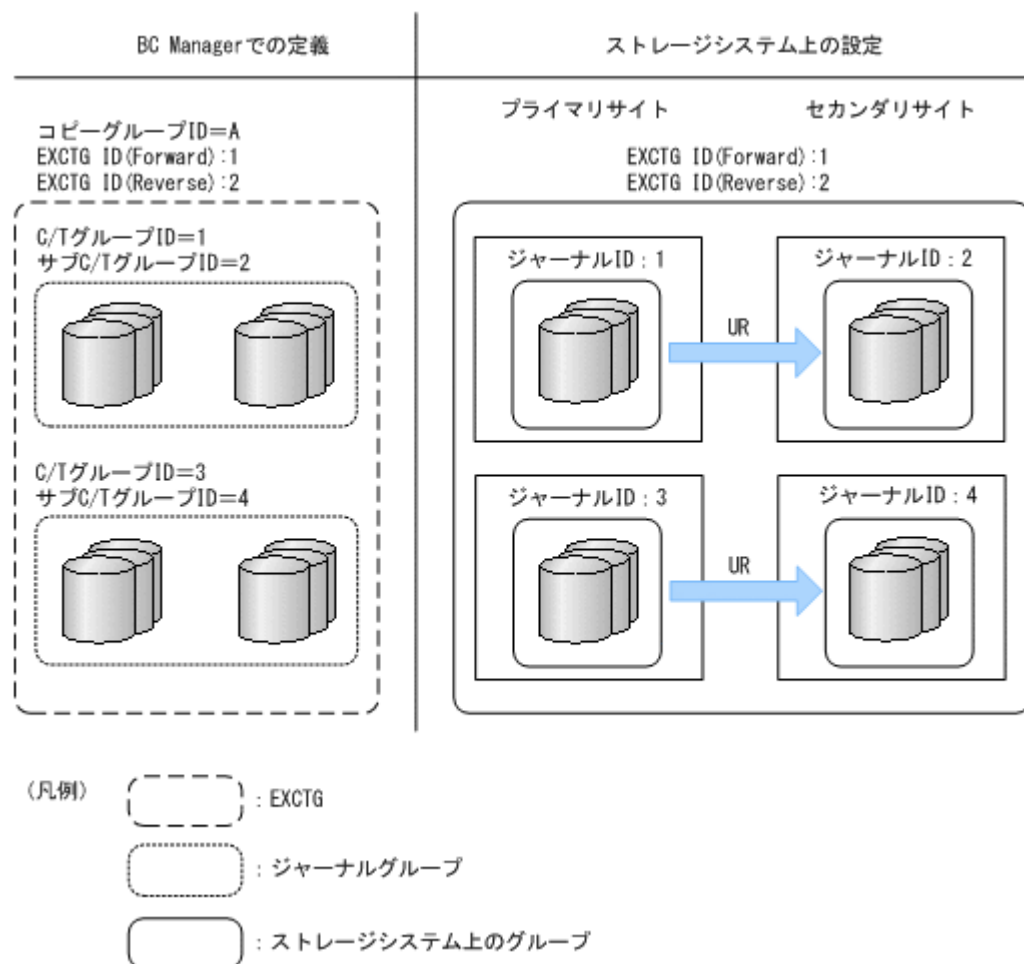 BC Managerでの定義
ストレージシステム上の設定
コピーグループID=A
EXCTG ID(Forward):1
EXCTG ID(Reverse):2
C/TグループID=1
サブC/TグループID=2
C/TグループID=3
サブC/TグループID=4
プライマリサイト
セカンダリサイト
EXCTG ID(Forward):1
EXCTG ID(Reverse):2
ジャーナルID:1
UR
ジャーナルID:2
ジャーナルID:3
UR
ジャーナルID:4
(凡例)
:EXCTG
:ジャーナルグループ
:ストレージシステム上のグループ